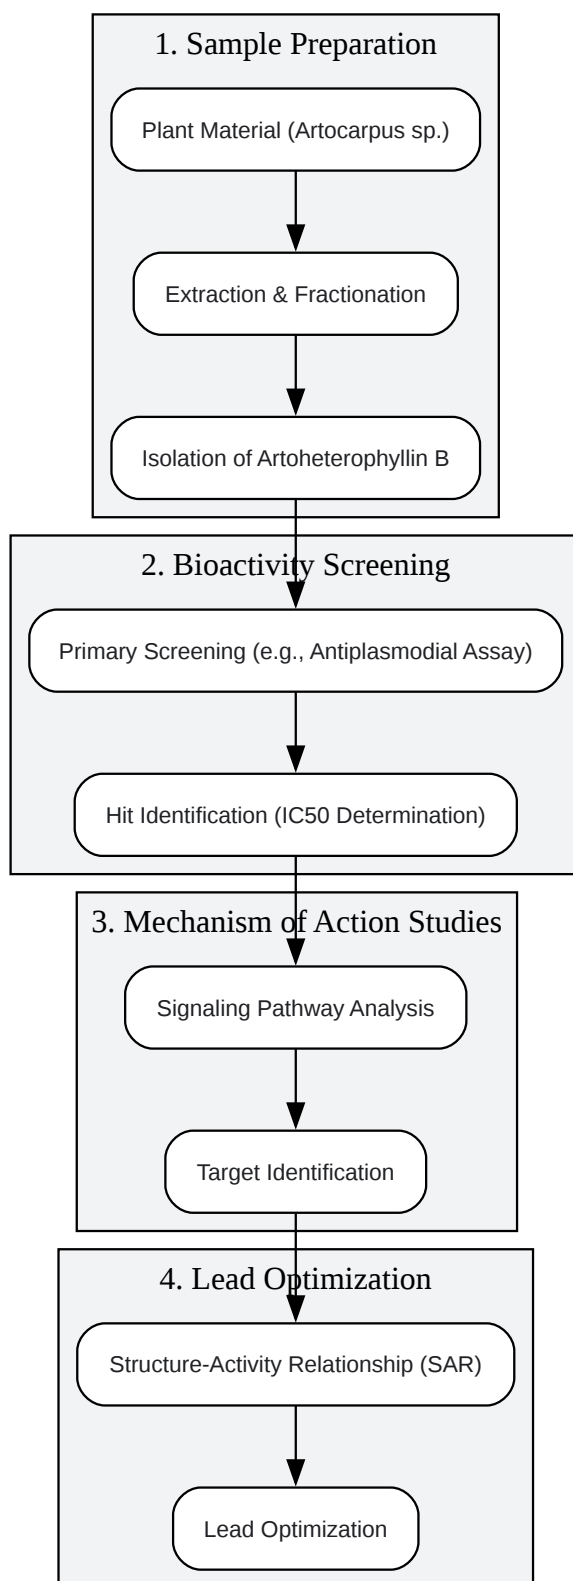 1. Sample Preparation
Plant Material (Artocarpus sp.)
Extraction & Fractionation
Isolation of Artoheterophyllin B
2. Bioactivity Screening
Primary Screening (e.g., Antiplasmodial Assay)
Hit Identification (IC50 Determination)
3. Mechanism of Action Studies
Signaling Pathway Analysis
Target Identification
4. Lead Optimization
Structure-Activity Relationship (SAR)
Lead Optimization